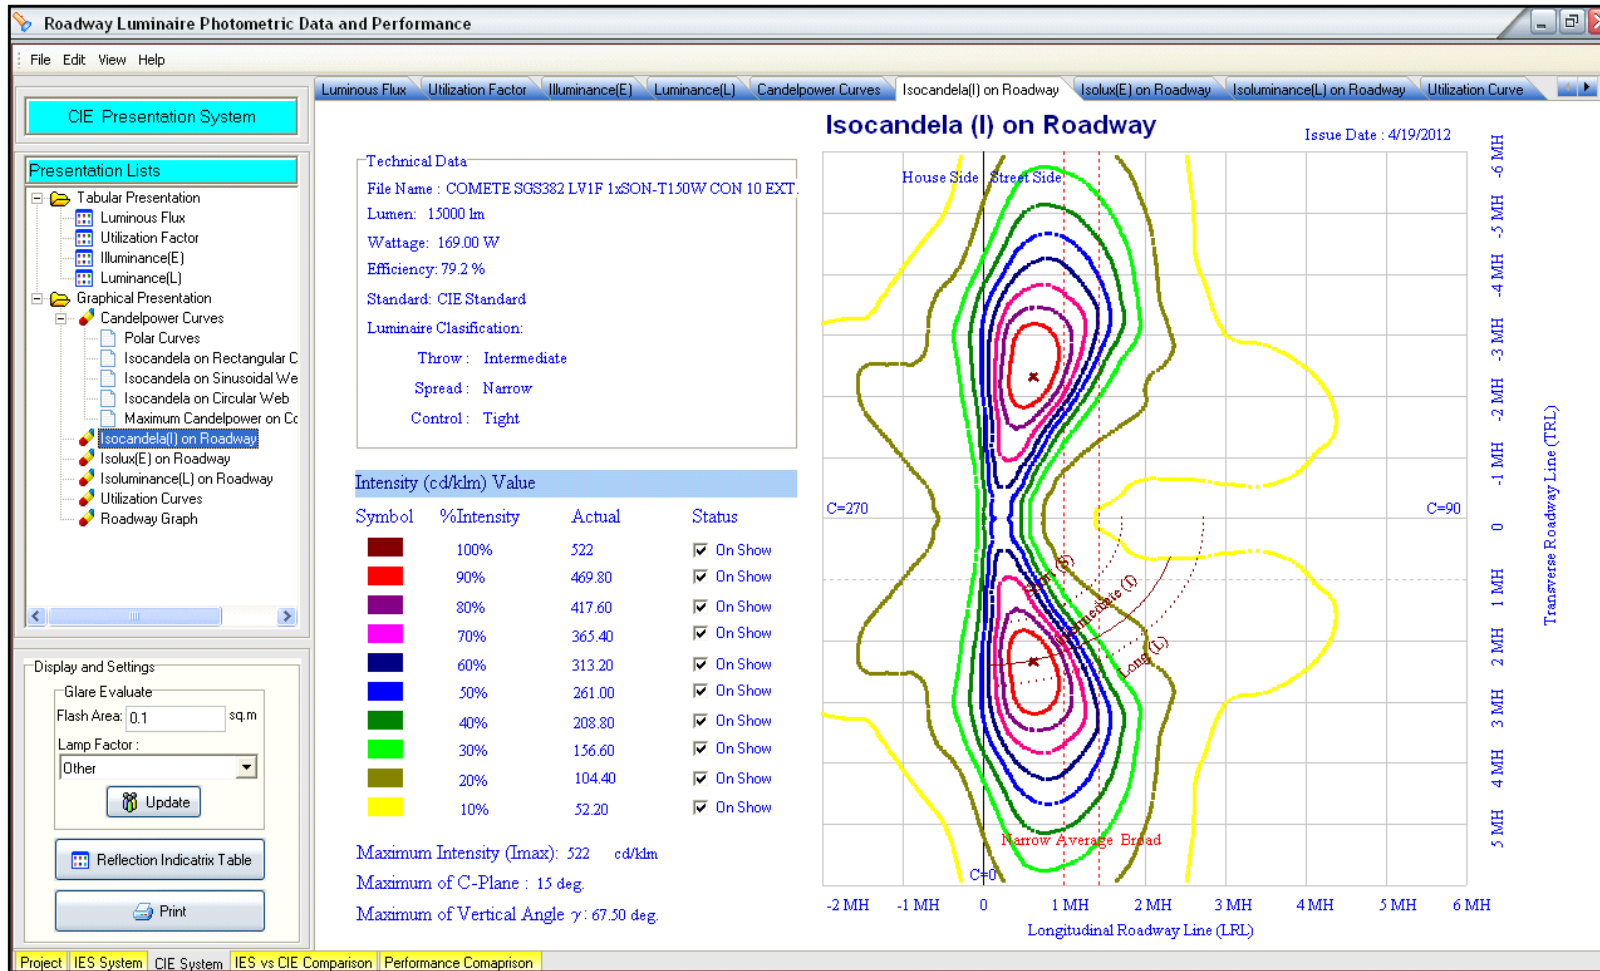 Roadway Luminaire Photometric Data and Performance
File Edit View Help
CIE Presentation System
Presentation Lists
Tabular Presentation
Luminous Flux
Utilization Factor
Illuminance(E)
Luminance(L)
Graphical Presentation
Candelpower Curves
Polar Curves
Isocandela on Rectangular C
Isocandela on Sinusoidal We
Isocandela on Circular Web
Maximum Candelpower on Cc
Isocandela(I) on Roadway
Isolux(E) on Roadway
Isoluminance(L) on Roadway
Utilization Curves
Roadway Graph
Display and Settings
Glare Evaluate
Flash Area: 0.1 sq.m
Lamp Factor :
Other
Update
Reflection Indicatrix Table
Print
Luminous Flux Utilization Factor Illuminance(E) Luminance(L) Candelpower Curves Isocandela(I) on Roadway Isolux(E) on Roadway Isoluminance(L) on Roadway Utilization Curve
Technical Data
File Name : COMETE SGS382 LV1F 1xSON-T150W CON 10 EXT.
Lumen: 15000 lm
Wattage: 169.00 W
Efficiency: 79.2 %
Standard: CIE Standard
Luminaire Clasification:
Throw : Intermediate
Spread : Narrow
Control : Tight
Intensity (cd/klm) Value
Symbol %Intensity Actual Status
100% 522 On Show
90% 469.80 On Show
80% 417.60 On Show
70% 365.40 On Show
60% 313.20 On Show
50% 261.00 On Show
40% 208.80 On Show
30% 156.60 On Show
20% 104.40 On Show
10% 52.20 On Show
Maximum Intensity (Imax): 522 cd/klm
Maximum of C-Plane : 15 deg.
Maximum of Vertical Angle γ : 67.50 deg.
Isocandela (I) on Roadway
Issue Date : 4/19/2012
House Side Street Side
C=270
C=90
Short (S)
Intermediate (I)
Long (L)
Narrow Average Broad
C=0
-2 MH -1 MH 0 1 MH 2 MH 3 MH 4 MH 5 MH 6 MH
Longitudinal Roadway Line (LRL)
-6 MH
-5 MH
-4 MH
-3 MH
-2 MH
-1 MH
0
1 MH
2 MH
3 MH
4 MH
5 MH
Transverse Roadway Line (TRL)
Project IES System CIE System IES vs CIE Comparison Performance Comaprison